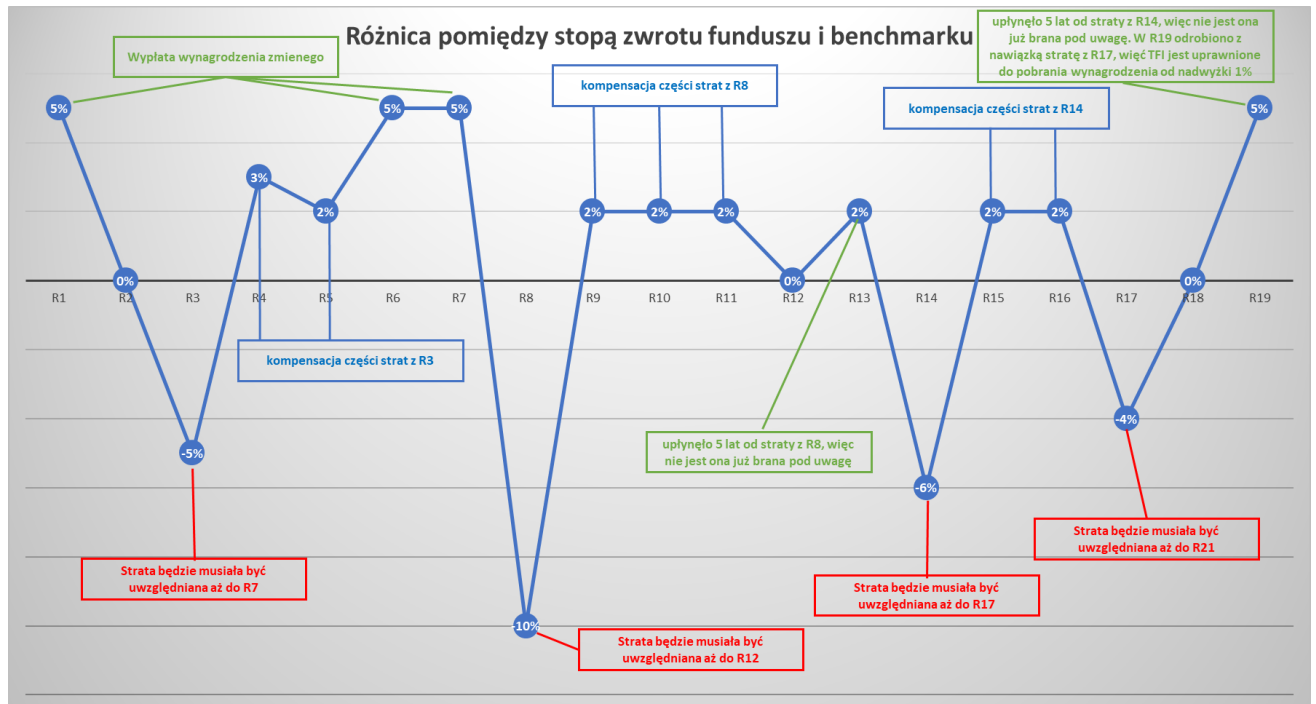 Różnica pomiędzy stopą zwrotu funduszu i benchmarku
Wypłata wynagrodzenia zmienego
kompensacja części strat z R8
kompensacja części strat z R14
upłynęło 5 lat od straty z R14, więc nie jest ona
już brana pod uwagę. W R19 odrobiono z
nawiązką stratę z R17, więć TFI jest uprawnione
do pobrania wynagrodzenia od nadwyżki 1%
5%
5%
5%
5%
3%
2%
2%
2%
2%
2%
2%
2%
0%
0%
0%
R1
R2
R3
R4
R5
R6
R7
R8
R9
R10
R11
R12
R13
R14
R15
R16
R17
R18
R19
kompensacja części strat z R3
-5%
-4%
-6%
-10%
upłynęło 5 lat od straty z R8, więc
nie jest ona już brana pod uwagę
Strata będzie musiała być
uwzględniana aż do R7
Strata będzie musiała być
uwzględniana aż do R12
Strata będzie musiała być
uwzględniana aż do R17
Strata będzie musiała być
uwzględniana aż do R21